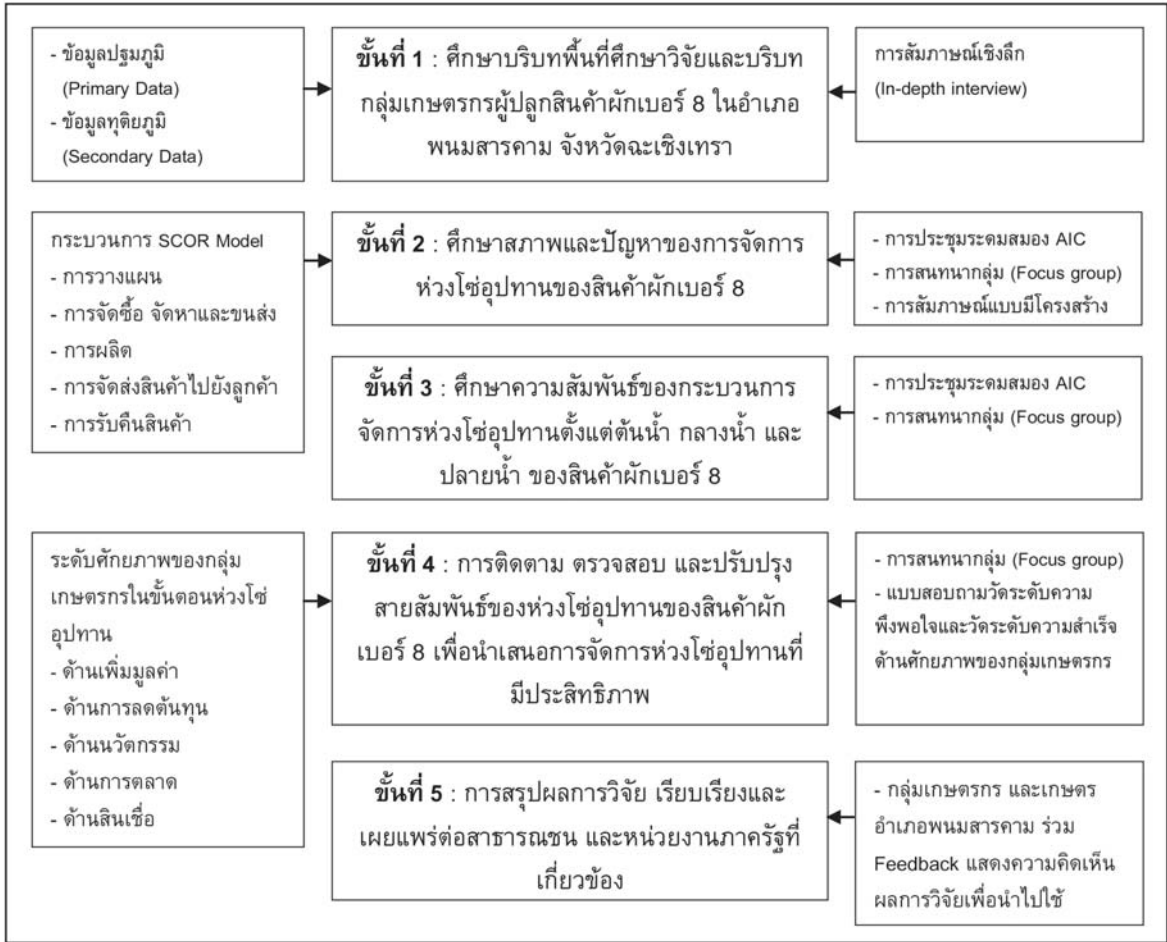 - ข้อมูลปฐมภูมิ
(Primary Data)
- ข้อมูลทุติยภูมิ
(Secondary Data)
ขั้นที่ 1 : ศึกษาบริบทพื้นที่ศึกษาวิจัยและบริบท
กลุ่มเกษตรกรผู้ปลูกสินค้าผักเบอร์ 8 ในอำเภอ
พนมสารคาม จังหวัดฉะเชิงเทรา
การสัมภาษณ์เชิงลึก
(In-depth interview)
กระบวนการ SCOR Model
- การวางแผน
- การจัดซื้อ จัดหาและขนส่ง
- การผลิต
- การจัดส่งสินค้าไปยังลูกค้า
- การรับคืนสินค้า
ขั้นที่ 2 : ศึกษาสภาพและปัญหาของการจัดการ
ห่วงโซ่อุปทานของสินค้าผักเบอร์ 8
- การประชุมระดมสมอง AIC
- การสนทนากลุ่ม (Focus group)
- การสัมภาษณ์แบบมีโครงสร้าง
ขั้นที่ 3 : ศึกษาความสัมพันธ์ของกระบวนการ
จัดการห่วงโซ่อุปทานตั้งแต่ต้นน้ำ กลางน้ำ และ
ปลายน้ำ ของสินค้าผักเบอร์ 8
- การประชุมระดมสมอง AIC
- การสนทนากลุ่ม (Focus group)
ระดับศักยภาพของกลุ่ม
เกษตรกรในขั้นตอนห่วงโซ่
อุปทาน
- ด้านเพิ่มมูลค่า
- ด้านการลดต้นทุน
- ด้านนวัตกรรม
- ด้านการตลาด
- ด้านสินเชื่อ
ขั้นที่ 4 : การติดตาม ตรวจสอบ และปรับปรุง
สายสัมพันธ์ของห่วงโซ่อุปทานของสินค้าผัก
เบอร์ 8 เพื่อนำเสนอการจัดการห่วงโซ่อุปทานที่
มีประสิทธิภาพ
- การสนทนากลุ่ม (Focus group)
- แบบสอบถามวัดระดับความ
พึงพอใจและวัดระดับความสำเร็จ
ด้านศักยภาพของกลุ่มเกษตรกร
ขั้นที่ 5 : การสรุปผลการวิจัย เรียบเรียงและ
เผยแพร่ต่อสาธารณชน และหน่วยงานภาครัฐที่
เกี่ยวข้อง
- กลุ่มเกษตรกร และเกษตร
อำเภอพนมสารคาม ร่วม
Feedback แสดงความคิดเห็น
ผลการวิจัยเพื่อนำไปใช้